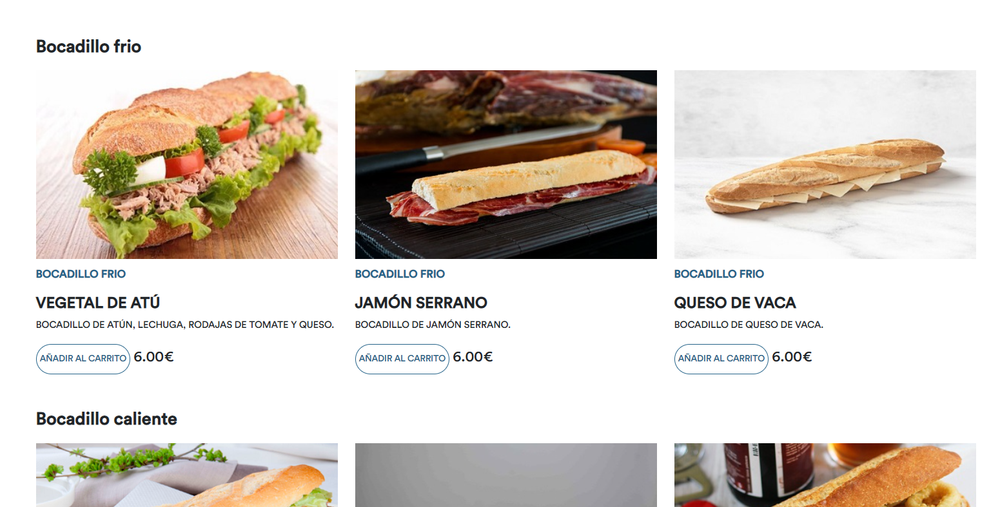 Bocadillo frio
BOCADILLO FRIO
VEGETAL DE ATÚ
BOCADILLO DE ATÚN, LECHUGA, RODAJAS DE TOMATE Y QUESO.
AÑADIR AL CARRITO 6.00€
BOCADILLO FRIO
JAMÓN SERRANO
BOCADILLO DE JAMÓN SERRANO.
AÑADIR AL CARRITO 6.00€
BOCADILLO FRIO
QUESO DE VACA
BOCADILLO DE QUESO DE VACA.
AÑADIR AL CARRITO 6.00€
Bocadillo caliente